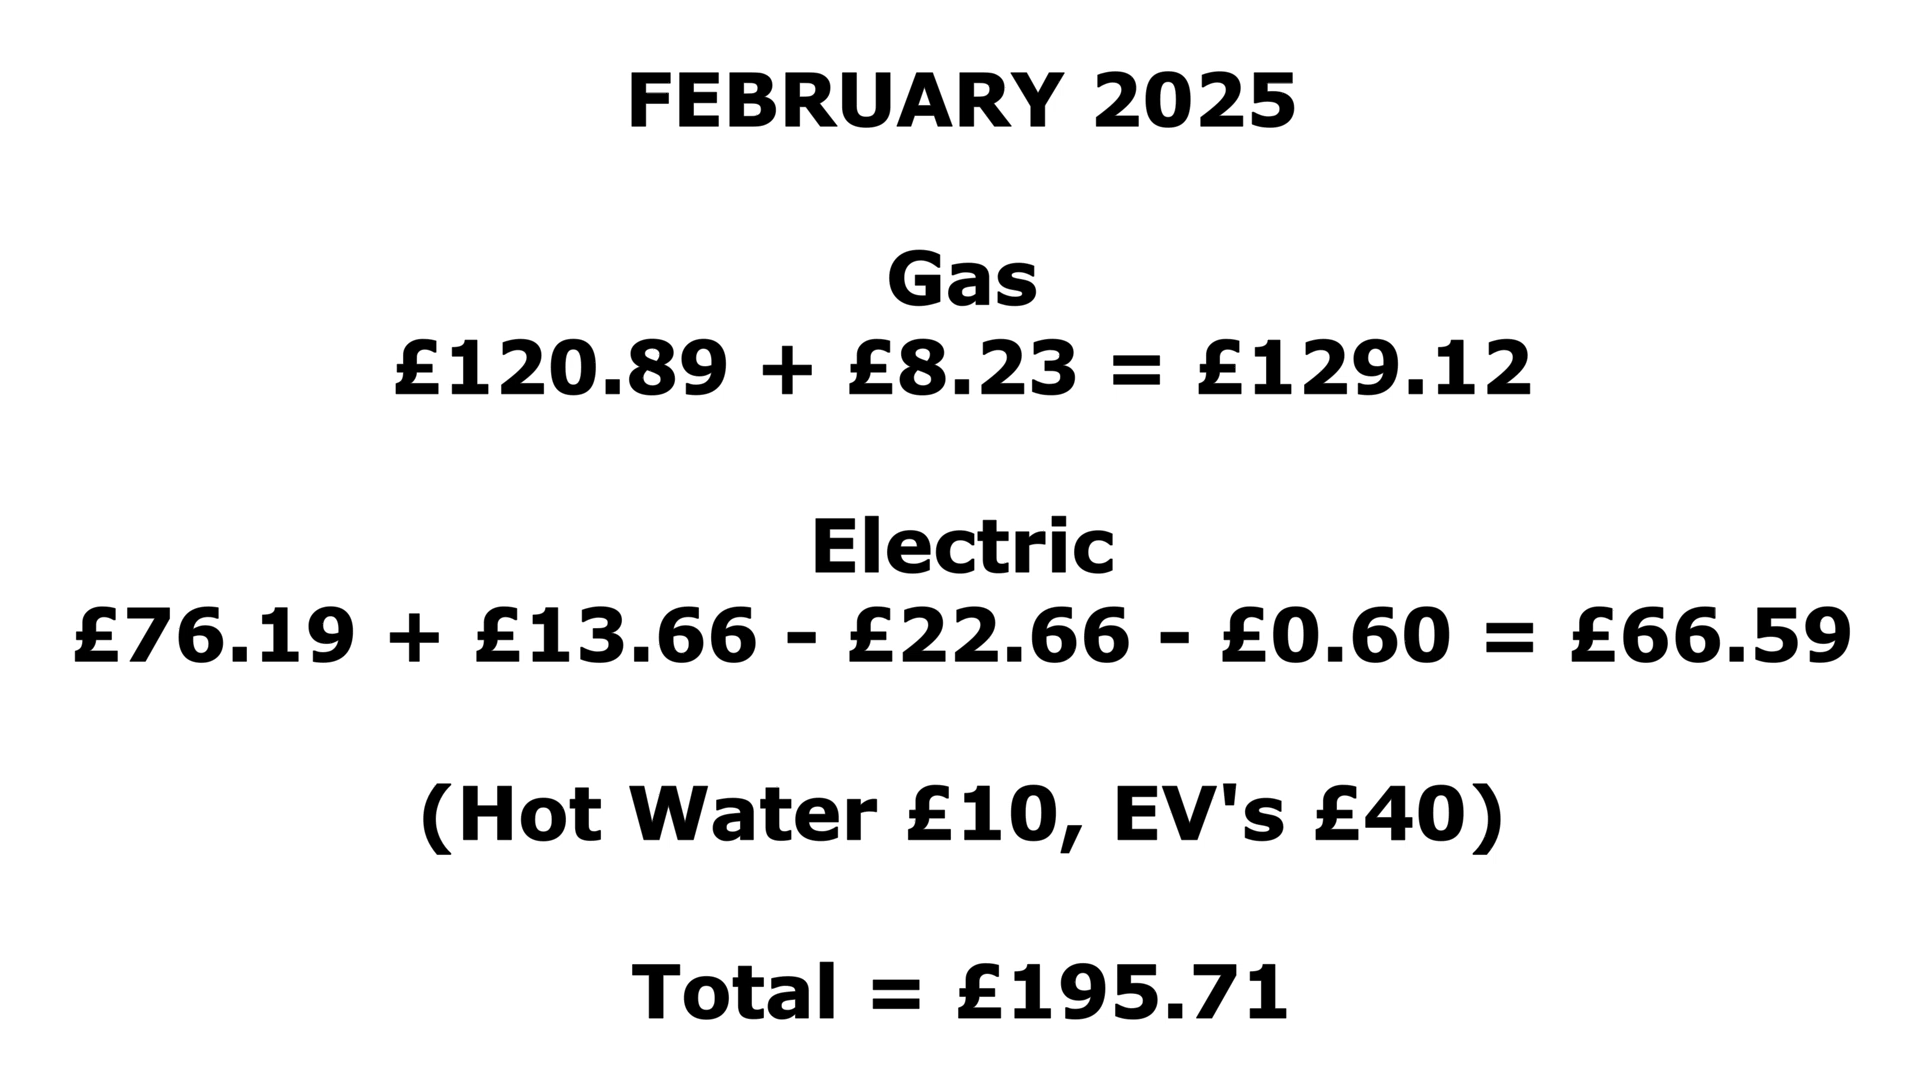 FEBRUARY 2025
Gas
£120.89 + £8.23 = £129.12
Electric
£76.19 + £13.66 - £22.66 - £0.60 = £66.59
(Hot Water £10, EV's £40)
Total = £195.71